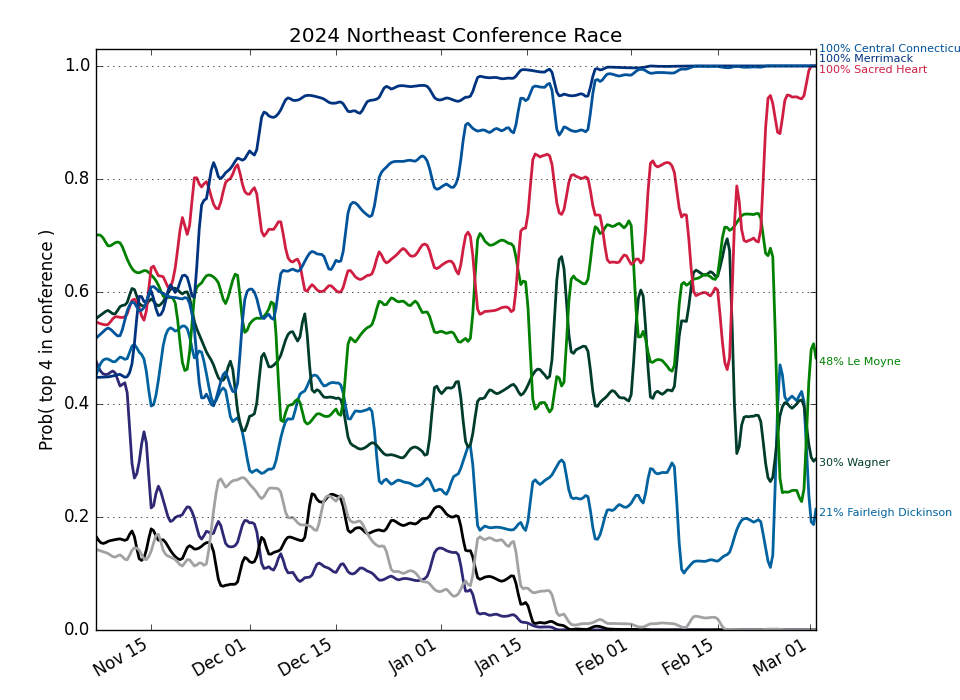 2024 Northeast Conference Race
Prob( top 4 in conference )
1.0
0.8
0.6
0.4
0.2
0.0
Nov 15
Dec 01
Dec 15
Jan 01
Jan 15
Feb 01
Feb 15
Mar 01
100% Central Connecticu
100% Merrimack
100% Sacred Heart
48% Le Moyne
30% Wagner
21% Fairleigh Dickinson